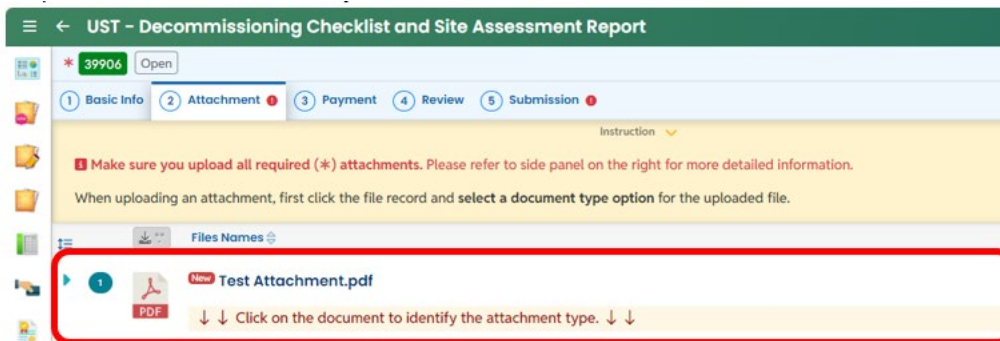 UST - Decommissioning Checklist and Site Assessment Report
* 39906 Open
1 Basic Info 2 Attachment 3 Payment 4 Review 5 Submission
Instruction
Make sure you upload all required (*) attachments. Please refer to side panel on the right for more detailed information.
When uploading an attachment, first click the file record and select a document type option for the uploaded file.
Files Names
1 PDF New Test Attachment.pdf
↓ ↓ Click on the document to identify the attachment type. ↓ ↓